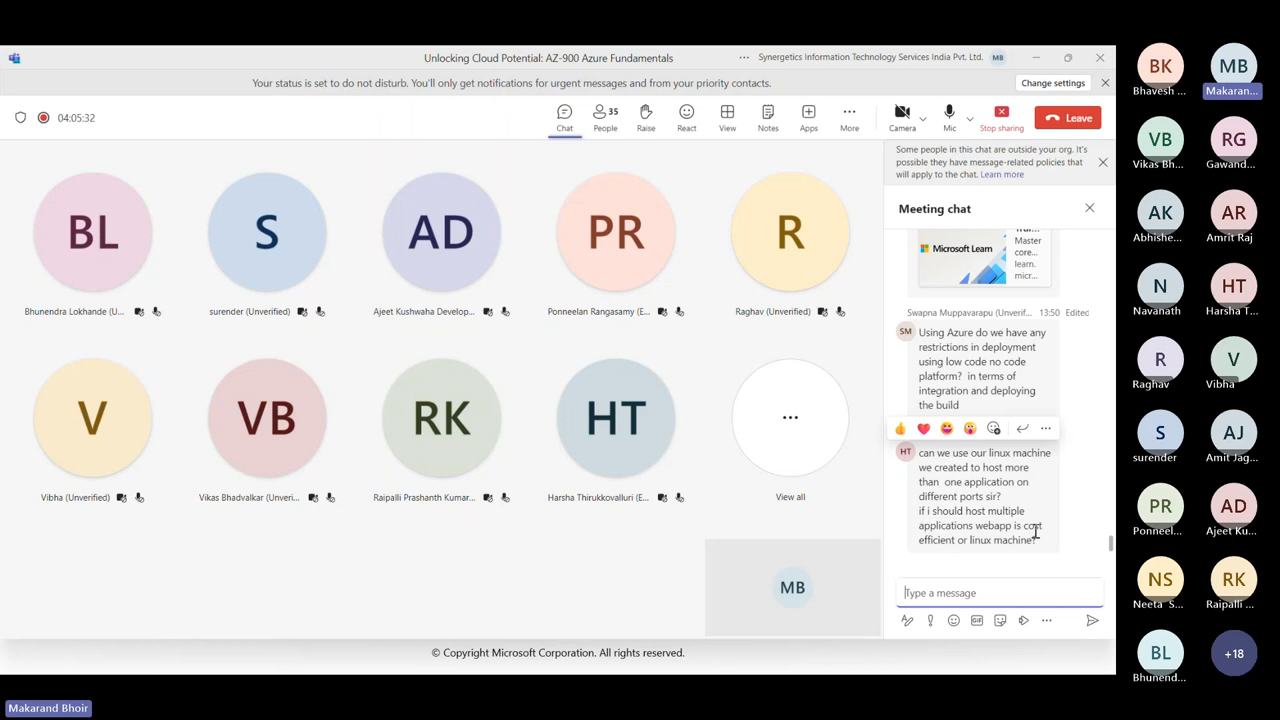 Unlocking Cloud Potential: AZ-900 Azure Fundamentals
Synergetics Information Technology Services India Pvt. Ltd.
MB
Your status is set to do not disturb. You'll only get notifications for urgent messages and from your priority contacts.
Change settings
04:05:32
Chat
People
35
Raise
React
View
Notes
Apps
More
Camera
Mic
Stop sharing
Leave
BL
Bhunendra Lokhande (U...
S
surender (Unverified)
AD
Ajeet Kushwaha Develop...
PR
Ponneelan Rangasamy (E...
R
Raghav (Unverified)
V
Vibha (Unverified)
VB
Vikas Bhadvalkar (Unveri...
RK
Raipalli Prashanth Kumar...
HT
Harsha Thirukkovalluri (E...
...
View all
MB
Some people in this chat are outside your org. It's
possible they have message-related policies that
will apply to the chat. Learn more
Meeting chat
Microsoft Learn
Master
core...
learn.
micr...
Swapna Muppavarapu (Unverif... 13:50 Edited
SM
Using Azure do we have any
restrictions in deployment
using low code no code
platform? in terms of
integration and deploying
the build
HT
can we use our linux machine
we created to host more
than one application on
different ports sir?
if i should host multiple
applications webapp is cost
efficient or linux machine?
Type a message
© Copyright Microsoft Corporation. All rights reserved.
Makarand Bhoir
BK
Bhavesh ...
MB
Makaran...
VB
Vikas Bh...
RG
Gawand...
AK
Abhishe...
AR
Amrit Raj
N
Navanath
HT
Harsha T...
R
Raghav
V
Vibha
S
surender
AJ
Amit Jag...
PR
Ponneel...
AD
Ajeet Ku...
NS
Neeta S...
RK
Raipalli ...
BL
Bhunend...
+18